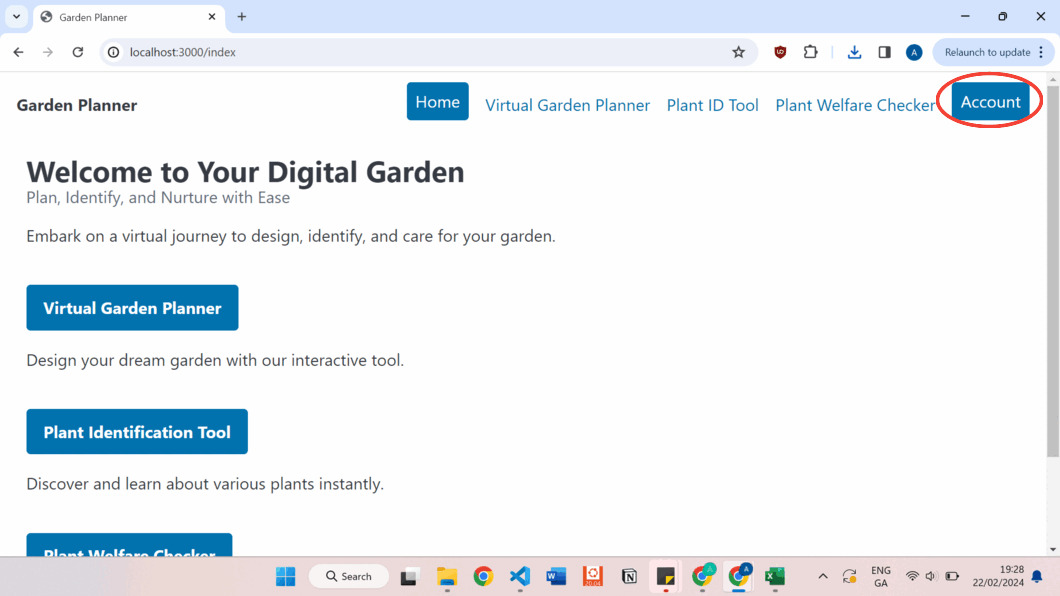 Garden Planner
localhost:3000/index
A
Relaunch to update
Garden Planner
Home
Virtual Garden Planner
Plant ID Tool
Plant Welfare Checker
Account
Welcome to Your Digital Garden
Plan, Identify, and Nurture with Ease
Embark on a virtual journey to design, identify, and care for your garden.
Virtual Garden Planner
Design your dream garden with our interactive tool.
Plant Identification Tool
Discover and learn about various plants instantly.
Plant Welfare Checker
Search
ENG
GA
19:28
22/02/2024